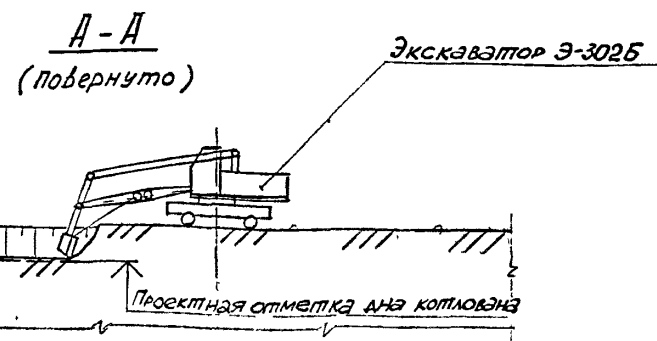 А - А
(повернуто)
Экскаватор Э-302Б
Проектная отметка дна котлована